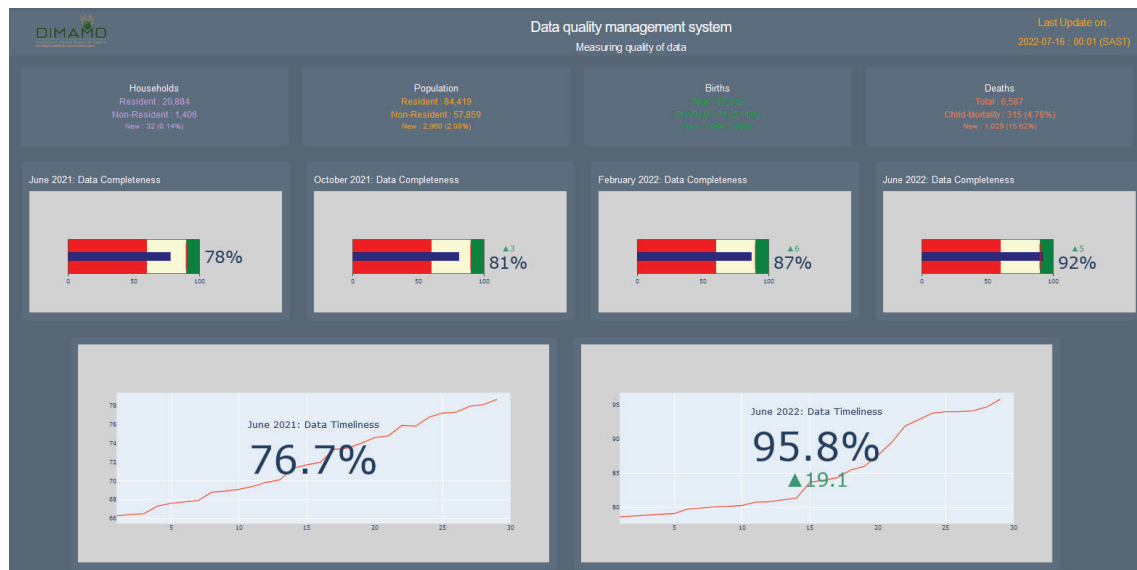 DIMAMO
Data quality management system
Measuring quality of data
Last Update on :
2022-07-16 : 00:01 (SAST)
Households
Resident : 20,884
Non-Resident : 1,406
New : 32 (0.14%)
Population
Resident : 84,419
Non-Resident : 57,859
New : 2,960 (2.08%)
Births
Deaths
Total : 6,587
Child-Mortality : 315 (4.78%)
New : 1,029 (15.62%)
June 2021: Data Completeness
78%
0 50 100
October 2021: Data Completeness
▲3
81%
0 50 100
February 2022: Data Completeness
▲6
87%
0 50 100
June 2022: Data Completeness
▲5
92%
0 50 100
June 2021: Data Timeliness
76.7%
78
76
74
72
70
68
66
5 10 15 20 25 30
June 2022: Data Timeliness
95.8%
▲19.1
95
90
85
80
5 10 15 20 25 30